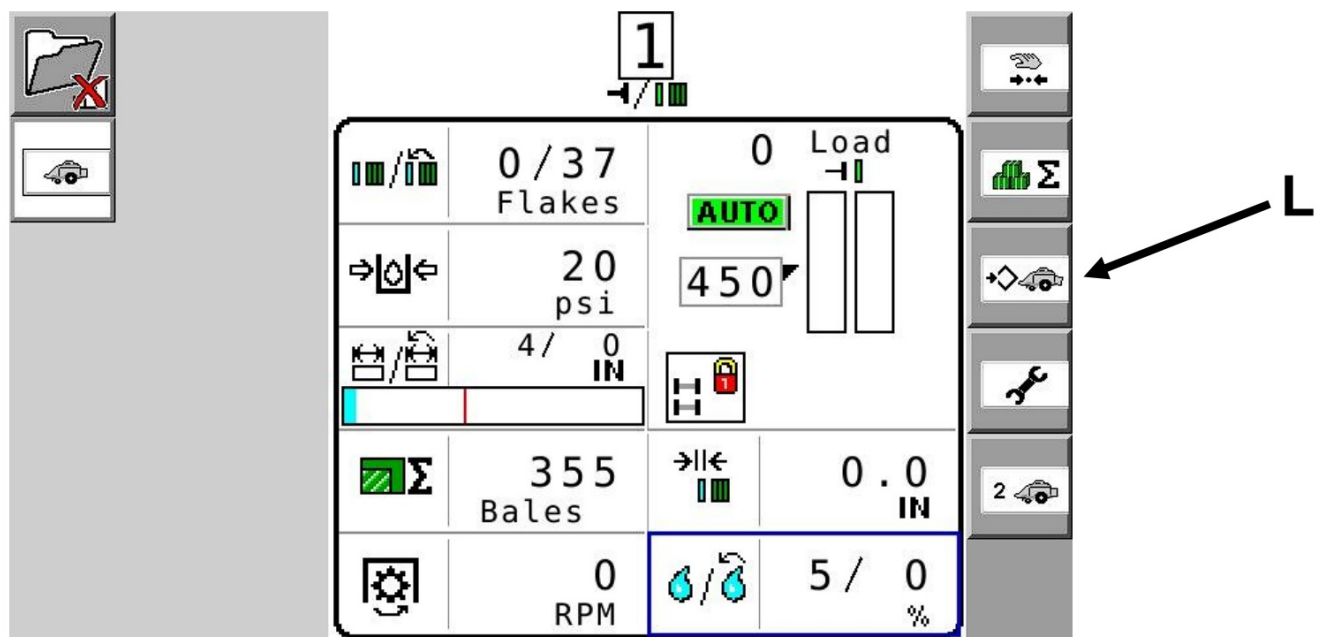 1
0/37
Flakes
0 Load
AUTO
450
20
psi
4/ 0
IN
1
355
Bales
0.0
IN
0
RPM
5/ 0
%
Σ
Σ
2
L